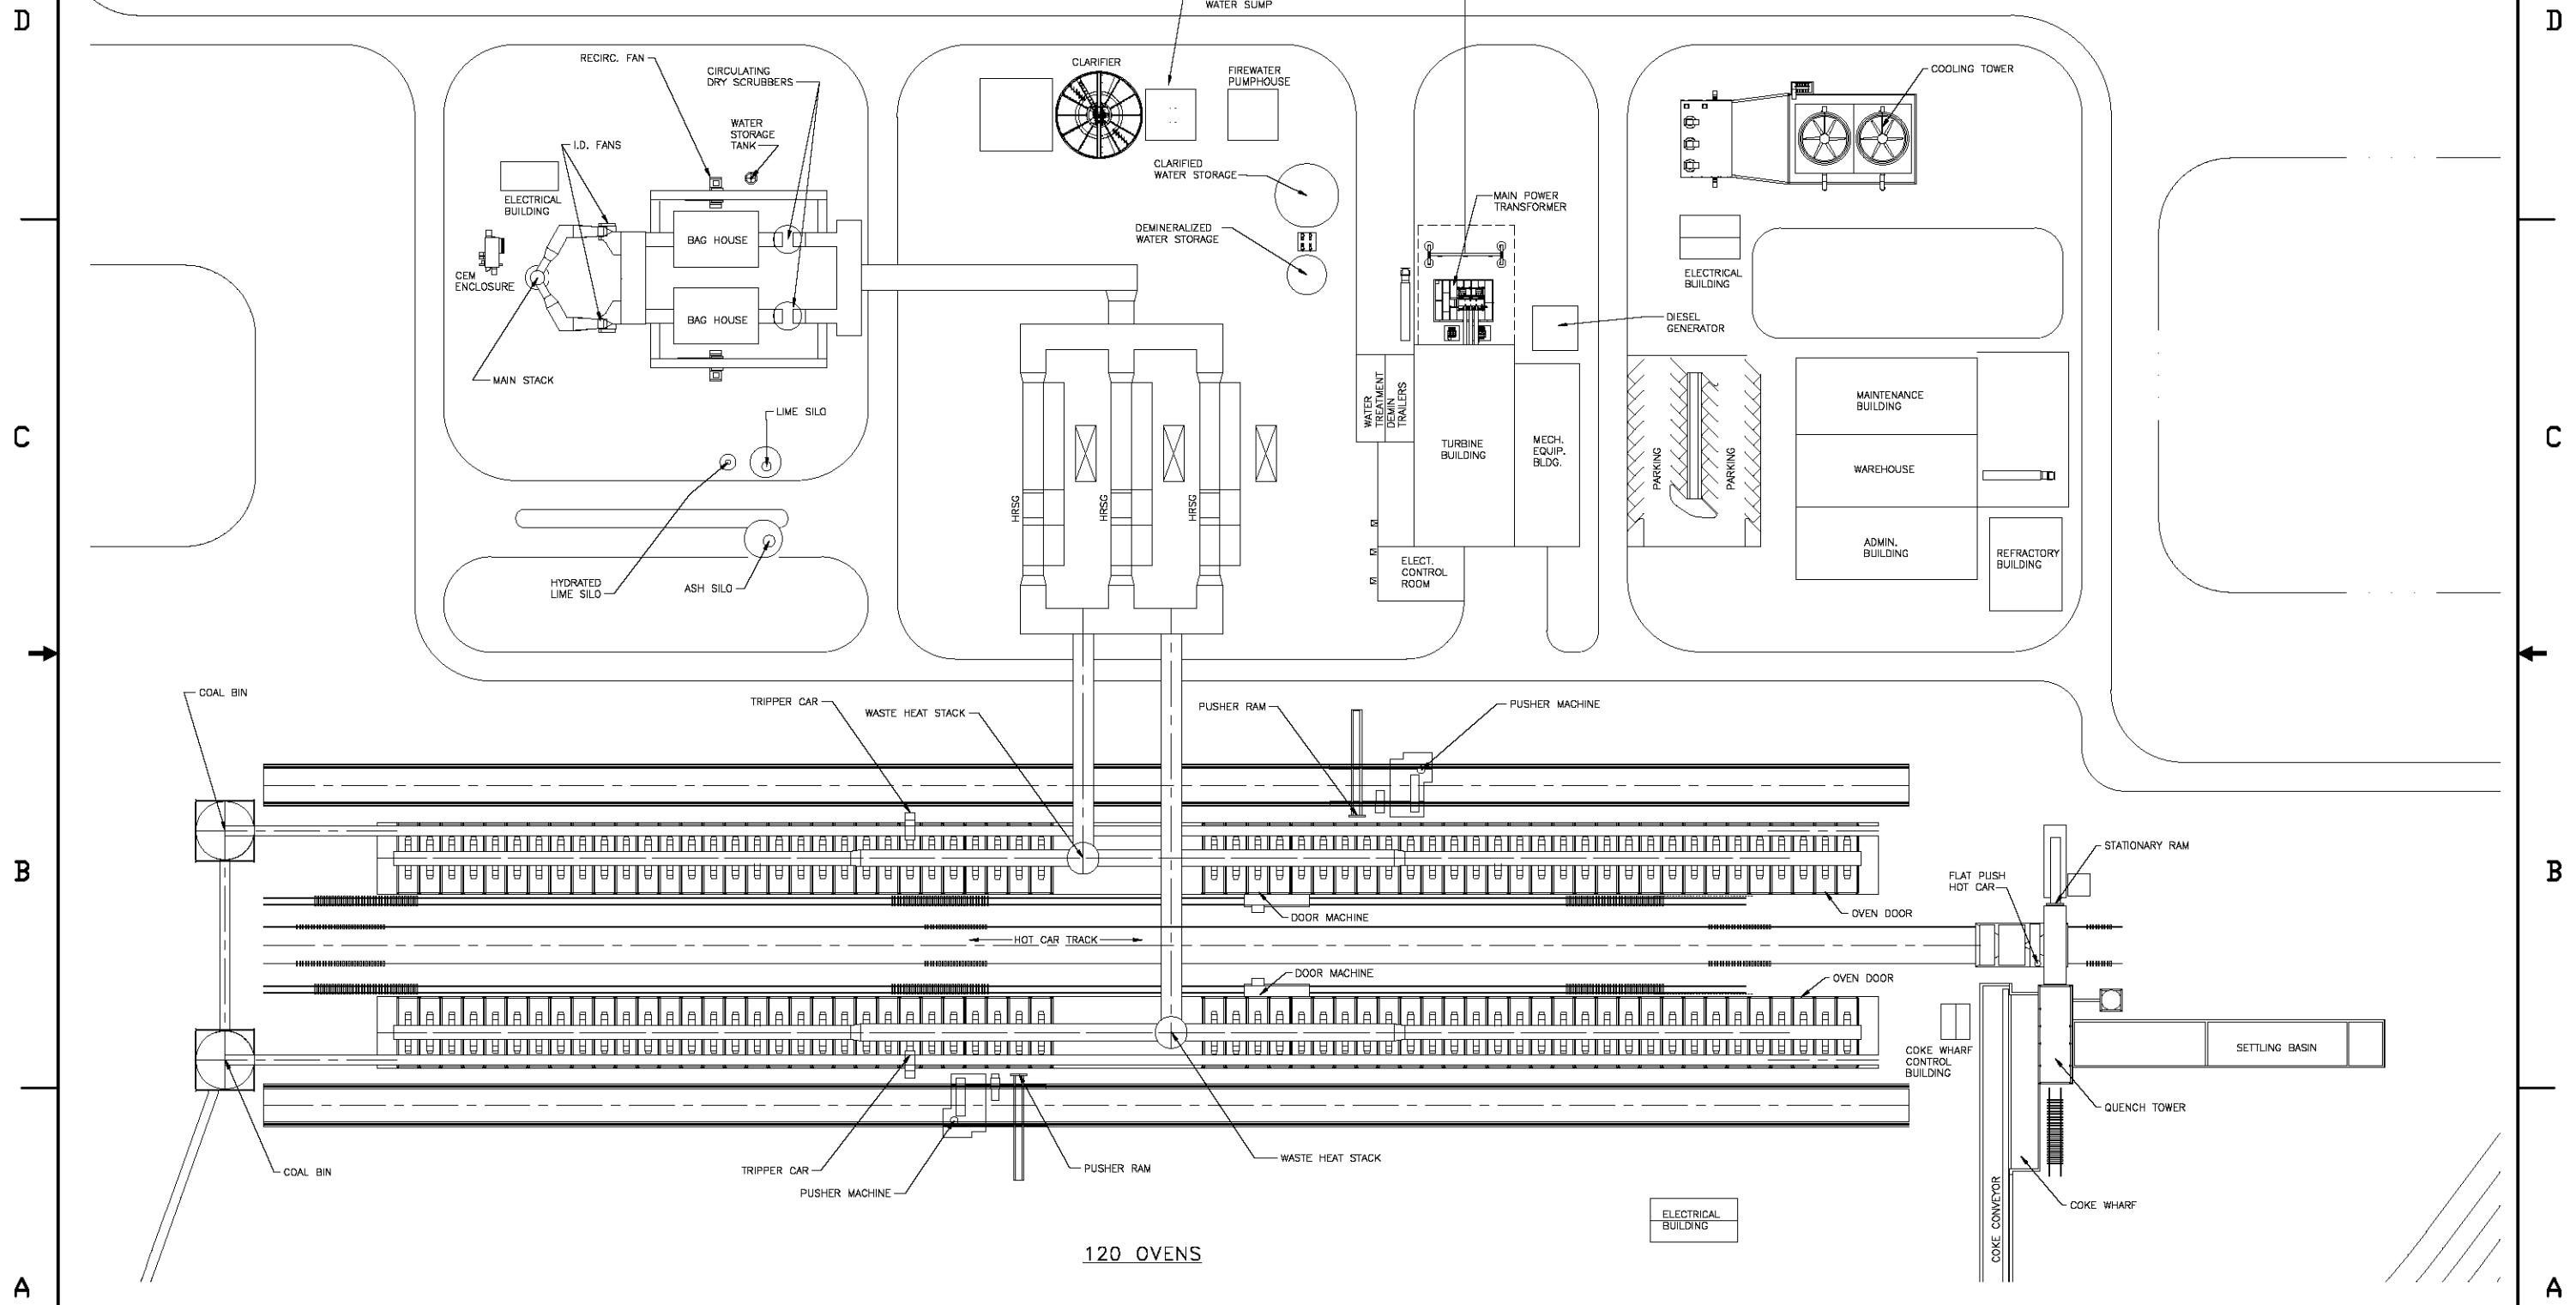 D
D
WATER SUMP
RECIRC. FAN
CIRCULATING
DRY SCRUBBERS
CLARIFIER
FIREWATER
PUMPHOUSE
COOLING TOWER
WATER
STORAGE
TANK
I.D. FANS
CLARIFIED
WATER STORAGE
ELECTRICAL
BUILDING
MAIN POWER
TRANSFORMER
BAG HOUSE
DEMINERALIZED
WATER STORAGE
CEM
ENCLOSURE
ELECTRICAL
BUILDING
BAG HOUSE
DIESEL
GENERATOR
MAIN STACK
LIME SILO
WATER
TREATMENT
DEMIN
TRAILERS
MAINTENANCE
BUILDING
C
C
TURBINE
BUILDING
MECH.
EQUIP.
BLDG.
PARKING
PARKING
WAREHOUSE
HRSG
HRSG
HRSG
ADMIN.
BUILDING
REFRACTORY
BUILDING
HYDRATED
LIME SILO
ASH SILO
ELECT.
CONTROL
ROOM
COAL BIN
TRIPPER CAR
WASTE HEAT STACK
PUSHER RAM
PUSHER MACHINE
STATIONARY RAM
B
B
FLAT PUSH
HOT CAR
DOOR MACHINE
OVEN DOOR
HOT CAR TRACK
DOOR MACHINE
OVEN DOOR
COKE WHARF
CONTROL
BUILDING
SETTLING BASIN
QUENCH TOWER
COAL BIN
TRIPPER CAR
PUSHER MACHINE
PUSHER RAM
WASTE HEAT STACK
COKE CONVEYOR
COKE WHARF
ELECTRICAL
BUILDING
120 OVENS
A
A